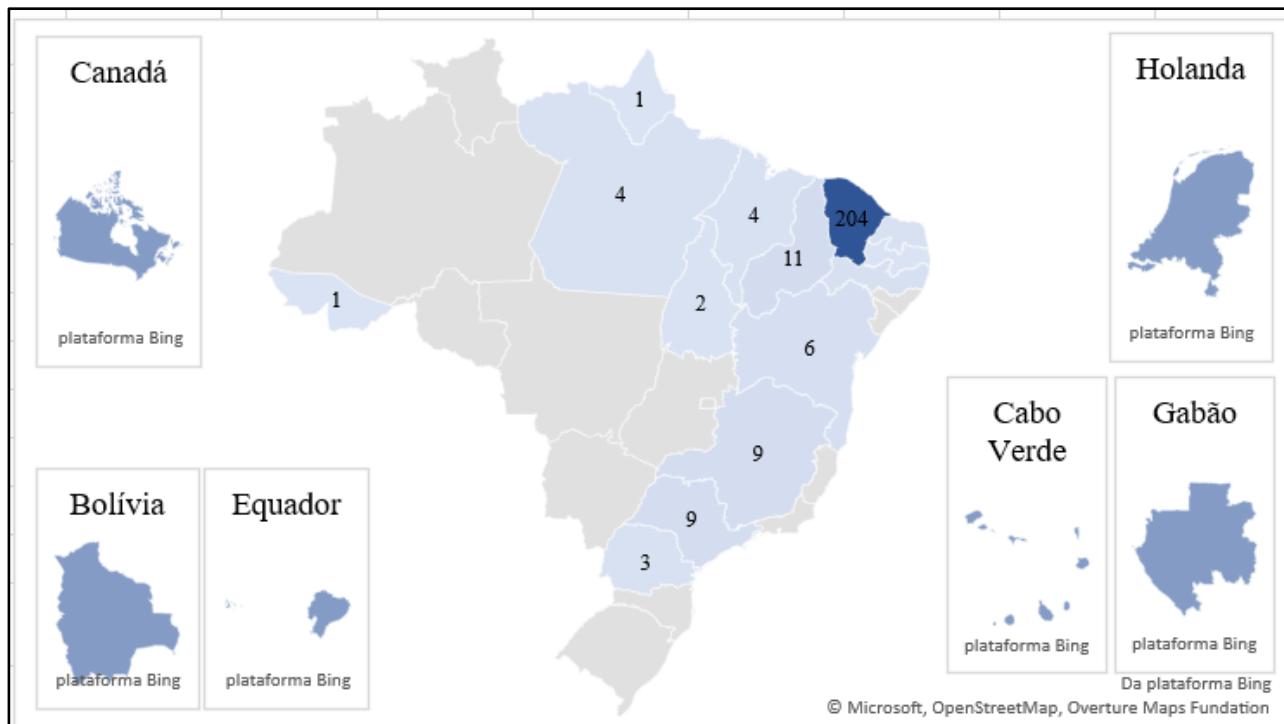 Canadá
plataforma Bing
Holanda
plataforma Bing
1
4
4
204
11
1
2
6
9
9
3
Cabo
Verde
plataforma Bing
Gabão
plataforma Bing
Bolívia
plataforma Bing
Equador
plataforma Bing
Da plataforma Bing
© Microsoft, OpenStreetMap, Overture Maps Fundation